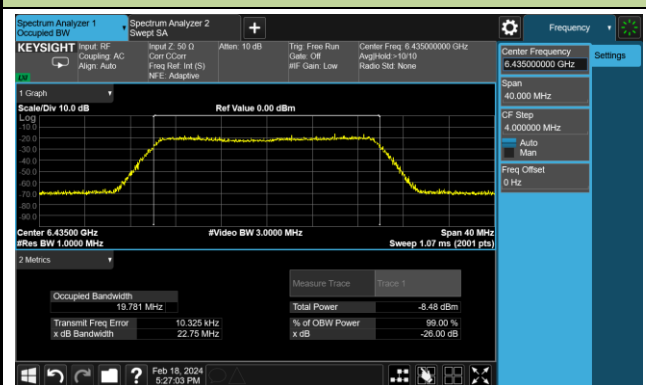 Spectrum Analyzer 1
Occupied BW
Spectrum Analyzer 2
Swept SA
+
Frequency
KEYSIGHT
Input: RF
Coupling: AC
Align: Auto
Input Z: 50 Ω
Corr CCorr
Freq Ref: Int (S)
NFE: Adaptive
Atten: 10 dB
Trig: Free Run
Gate: Off
#IF Gain: Low
Center Freq: 6.435000000 GHz
Avg|Hold:>10/10
Radio Std: None
Center Frequency
6.435000000 GHz
Settings
Span
40.000 MHz
CF Step
4.000000 MHz
Auto
Man
Freq Offset
0 Hz
1 Graph
Scale/Div 10.0 dB
Ref Value 0.00 dBm
Log
-10.0
-20.0
-30.0
-40.0
-50.0
-60.0
-70.0
-80.0
-90.0
Center 6.43500 GHz
#Video BW 3.0000 MHz
Span 40 MHz
#Res BW 1.0000 MHz
Sweep 1.07 ms (2001 pts)
2 Metrics
Measure Trace
Trace 1
Occupied Bandwidth
19.781 MHz
Total Power
-8.48 dBm
Transmit Freq Error
10.325 kHz
% of OBW Power
99.00 %
x dB Bandwidth
22.75 MHz
x dB
-26.00 dB
?
Feb 18, 2024
5:27:03 PM